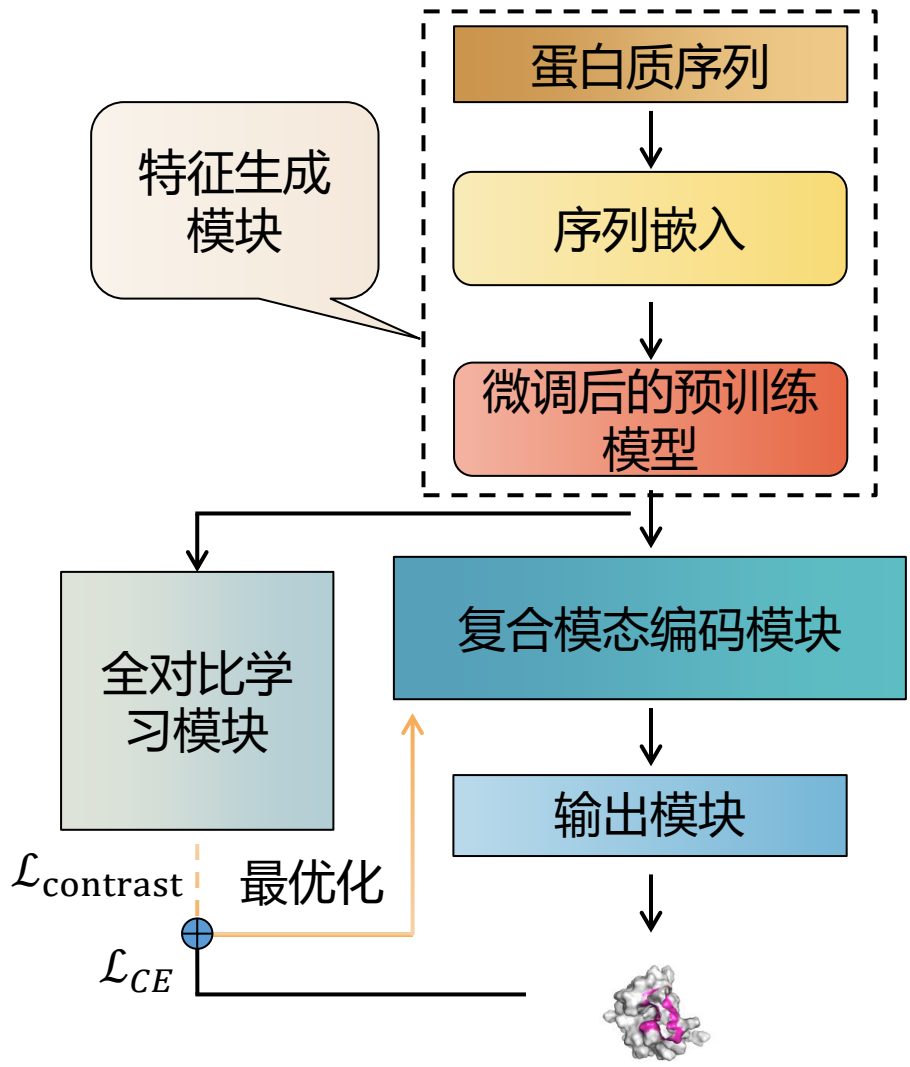 蛋白质序列
特征生成
模块
序列嵌入
微调后的预训练
模型
复合模态编码模块
全对比学
习模块
输出模块
ℒcontrast
最优化
ℒCE